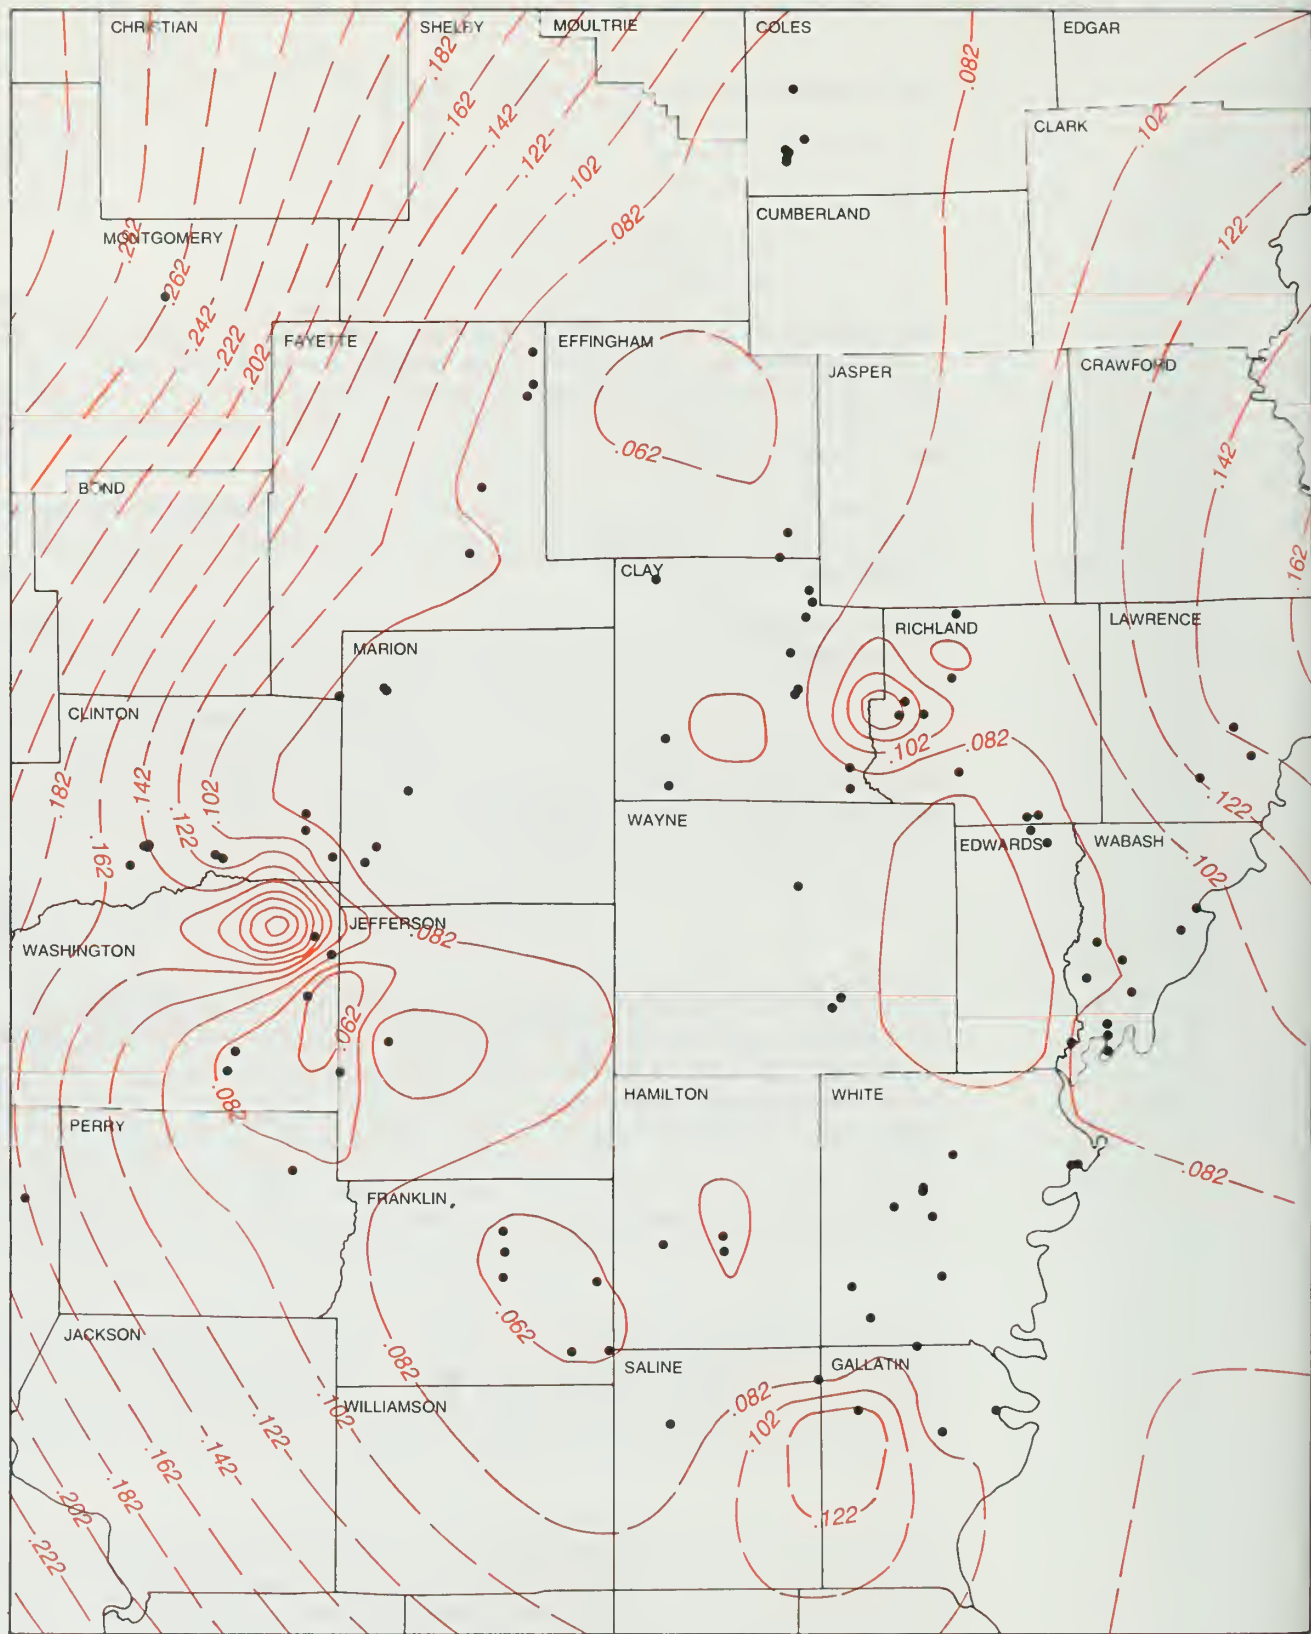 CHRISTIAN
SHELBY
MOULTRIE
COLES
EDGAR
.182
.082
.162
.142
.122
.102
CLARK
.102
.082
CUMBERLAND
.122
MONTGOMERY
.262
.242
.222
.202
FAYETTE
EFFINGHAM
JASPER
CRAWFORD
.062
.142
BOND
.162
CLAY
RICHLAND
LAWRENCE
MARION
CLINTON
.182
.142
.122
.102
.162
.102
.082
.122
WAYNE
EDWARDS
WABASH
.102
JEFFERSON
.082
WASHINGTON
.062
.082
PERRY
HAMILTON
WHITE
.082
FRANKLIN
.062
JACKSON
.082
SALINE
GALLATIN
.082
.102
WILLIAMSON
.102
.122
.142
.162
.182
.202
.222
.122